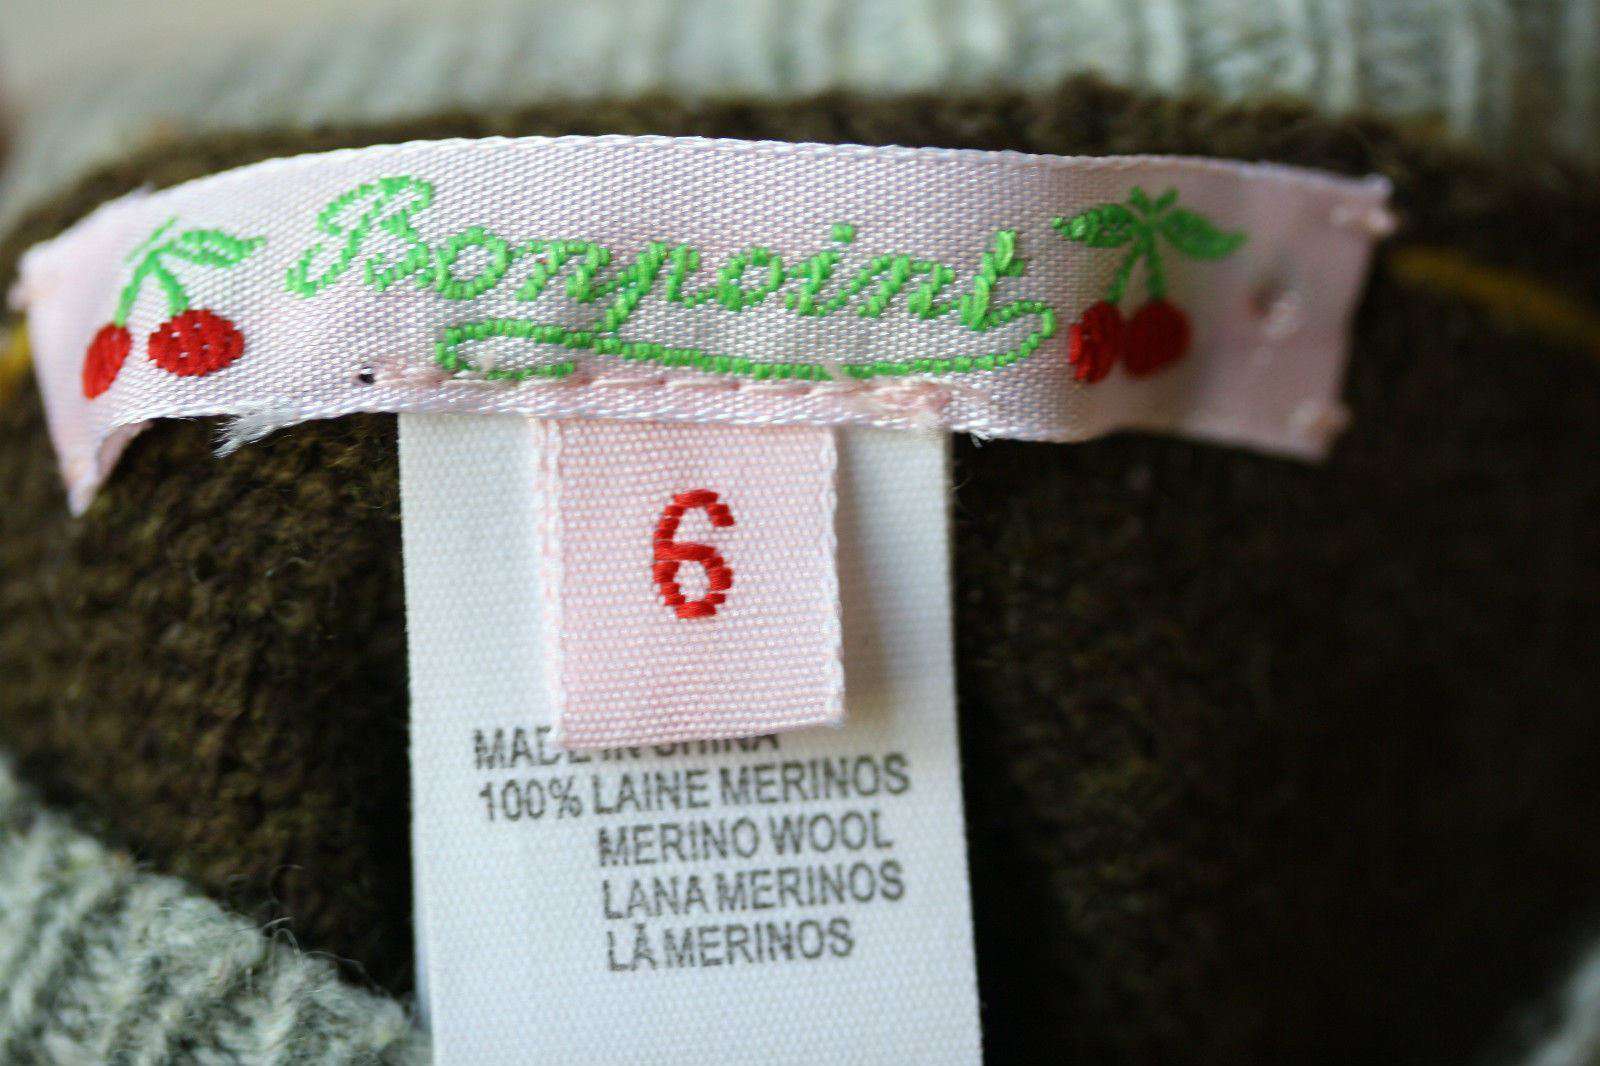 Bonpoint
6
MADE IN CHINA
100% LAINE MERINOS
MERINO WOOL
LANA MERINOS
LÃ MERINOS